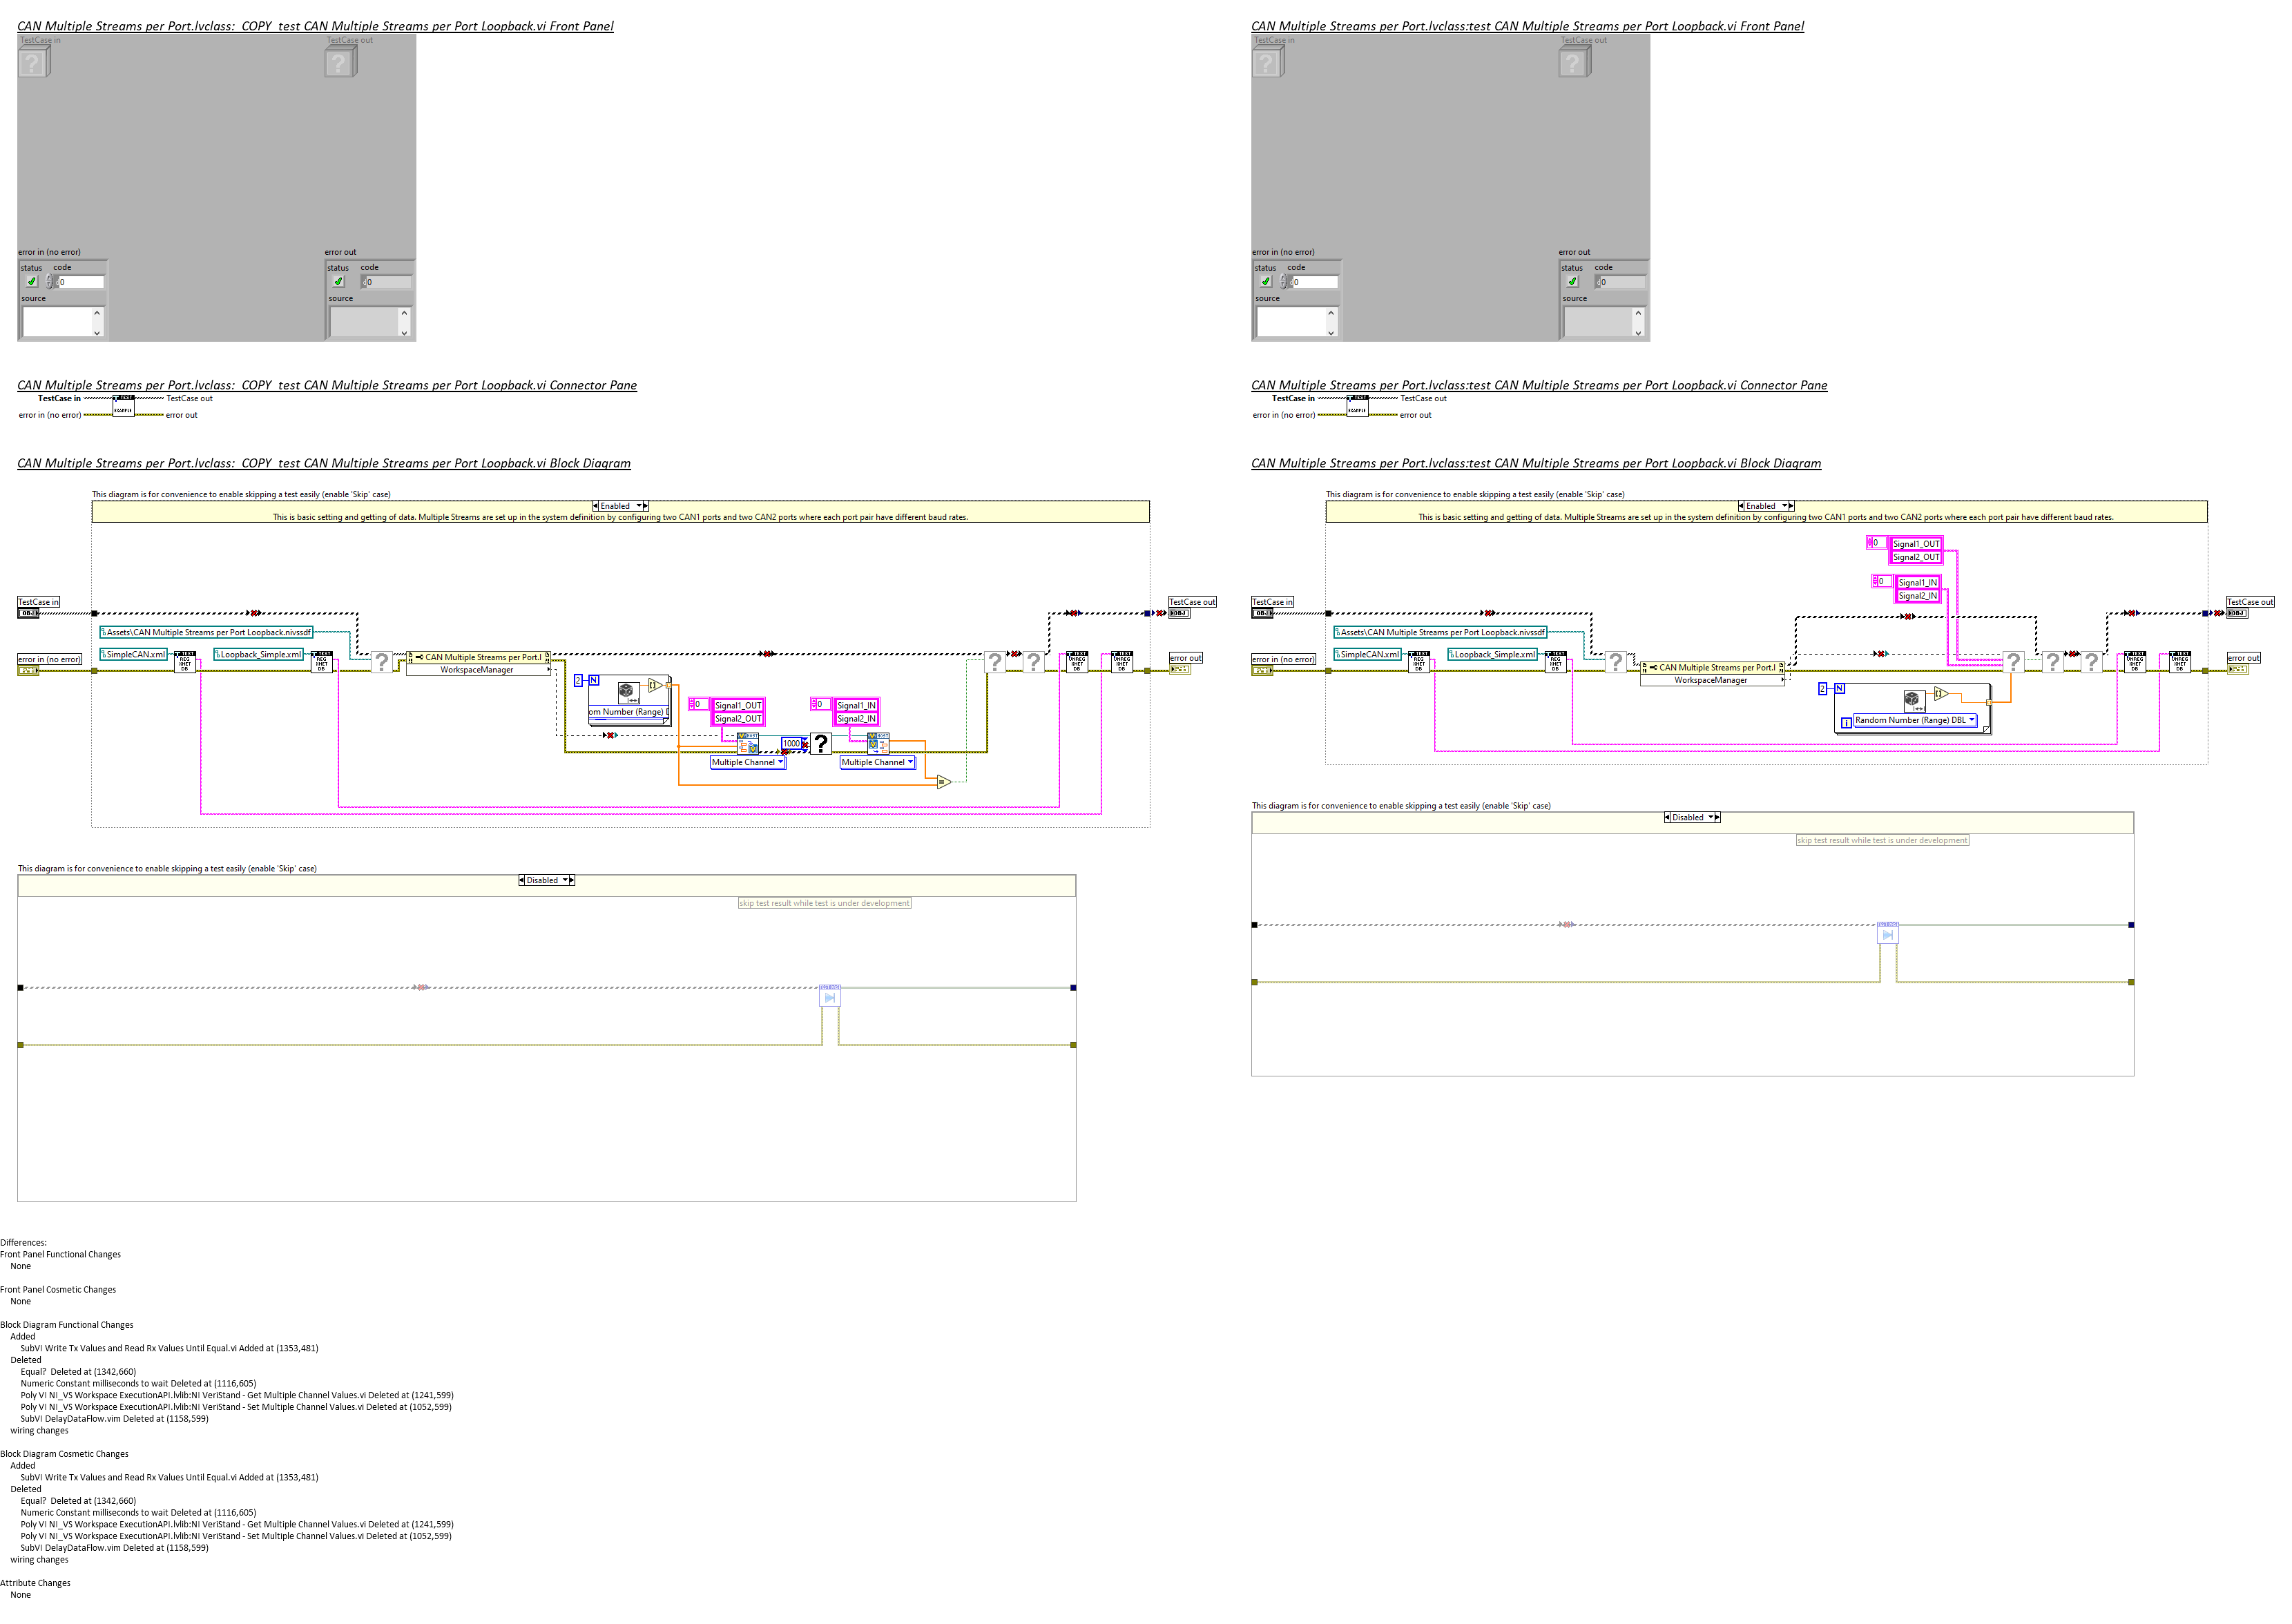 CAN Multiple Streams per Port.lvclass:  COPY  test CAN Multiple Streams per Port Loopback.vi Front Panel
TestCase in
TestCase out
error in (no error)
error out
status code
0
source
status code
0
source
CAN Multiple Streams per Port.lvclass:  COPY  test CAN Multiple Streams per Port Loopback.vi Connector Pane
TestCase in
TestCase out
TEST
EXAMPLE
error in (no error)
error out
CAN Multiple Streams per Port.lvclass:  COPY  test CAN Multiple Streams per Port Loopback.vi Block Diagram
This diagram is for convenience to enable skipping a test easily (enable 'Skip' case)
Enabled
This is basic setting and getting of data. Multiple Streams are set up in the system definition by configuring two CAN1 ports and two CAN2 ports where each port pair have different baud rates.
TestCase in
TestCase out
Assets\CAN Multiple Streams per Port Loopback.nivssdf
error in (no error)
SimpleCAN.xml
Loopback_Simple.xml
CAN Multiple Streams per Port.l
WorkspaceManager
error out
2 N
om Number (Range)
0 Signal1_OUT
Signal2_OUT
0 Signal1_IN
Signal2_IN
1000
Multiple Channel
Multiple Channel
This diagram is for convenience to enable skipping a test easily (enable 'Skip' case)
Disabled
skip test result while test is under development
CAN Multiple Streams per Port.lvclass:test CAN Multiple Streams per Port Loopback.vi Front Panel
TestCase in
TestCase out
error in (no error)
error out
status code
0
source
status code
0
source
CAN Multiple Streams per Port.lvclass:test CAN Multiple Streams per Port Loopback.vi Connector Pane
TestCase in
TestCase out
TEST
EXAMPLE
error in (no error)
error out
CAN Multiple Streams per Port.lvclass:test CAN Multiple Streams per Port Loopback.vi Block Diagram
This diagram is for convenience to enable skipping a test easily (enable 'Skip' case)
Enabled
This is basic setting and getting of data. Multiple Streams are set up in the system definition by configuring two CAN1 ports and two CAN2 ports where each port pair have different baud rates.
0 Signal1_OUT
Signal2_OUT
0 Signal1_IN
Signal2_IN
TestCase in
TestCase out
Assets\CAN Multiple Streams per Port Loopback.nivssdf
error in (no error)
SimpleCAN.xml
Loopback_Simple.xml
CAN Multiple Streams per Port.l
WorkspaceManager
error out
2 N
i
Random Number (Range) DBL
This diagram is for convenience to enable skipping a test easily (enable 'Skip' case)
Disabled
skip test result while test is under development
Differences:
Front Panel Functional Changes
None
Front Panel Cosmetic Changes
None
Block Diagram Functional Changes
Added
SubVI Write Tx Values and Read Rx Values Until Equal.vi Added at (1353,481)
Deleted
Equal?  Deleted at (1342,660)
Numeric Constant milliseconds to wait Deleted at (1116,605)
Poly VI NI_VS Workspace ExecutionAPI.lvlib:NI VeriStand - Get Multiple Channel Values.vi Deleted at (1241,599)
Poly VI NI_VS Workspace ExecutionAPI.lvlib:NI VeriStand - Set Multiple Channel Values.vi Deleted at (1052,599)
SubVI DelayDataFlow.vim Deleted at (1158,599)
wiring changes
Block Diagram Cosmetic Changes
Added
SubVI Write Tx Values and Read Rx Values Until Equal.vi Added at (1353,481)
Deleted
Equal?  Deleted at (1342,660)
Numeric Constant milliseconds to wait Deleted at (1116,605)
Poly VI NI_VS Workspace ExecutionAPI.lvlib:NI VeriStand - Get Multiple Channel Values.vi Deleted at (1241,599)
Poly VI NI_VS Workspace ExecutionAPI.lvlib:NI VeriStand - Set Multiple Channel Values.vi Deleted at (1052,599)
SubVI DelayDataFlow.vim Deleted at (1158,599)
wiring changes
Attribute Changes
None